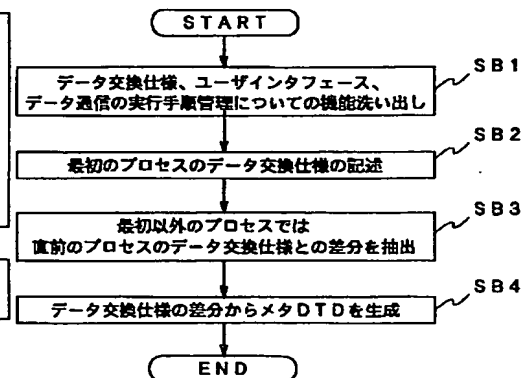 START
データ交換仕様、ユーザインタフェース、
データ通信の実行手順管理についての機能洗い出し
SB1
最初のプロセスのデータ交換仕様の記述
SB2
最初以外のプロセスでは
直前のプロセスのデータ交換仕様との差分を抽出
SB3
データ交換仕様の差分からメタDTDを生成
SB4
END